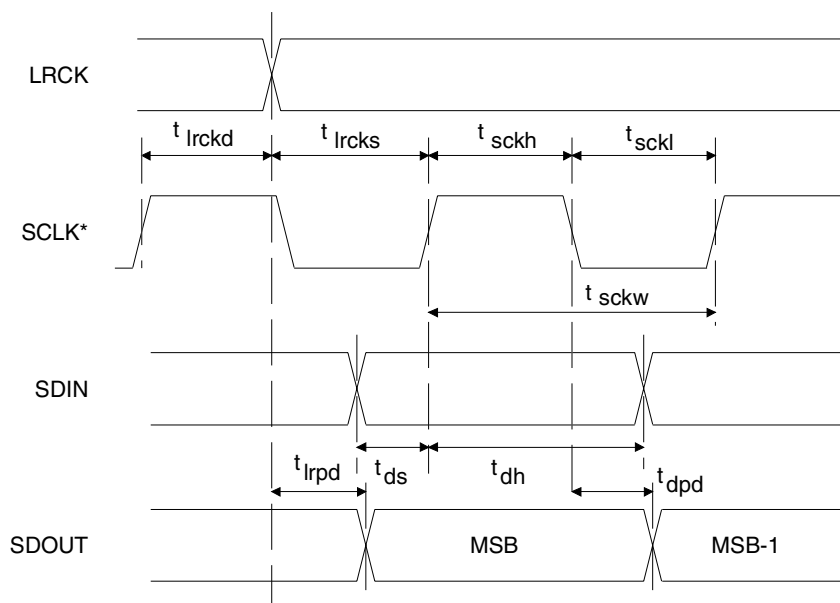 LRCK
t lrckd t lrcks t sckh t sckl
SCLK*
t sckw
SDIN
t lrpd t ds t dh t dpd
SDOUT MSB MSB-1